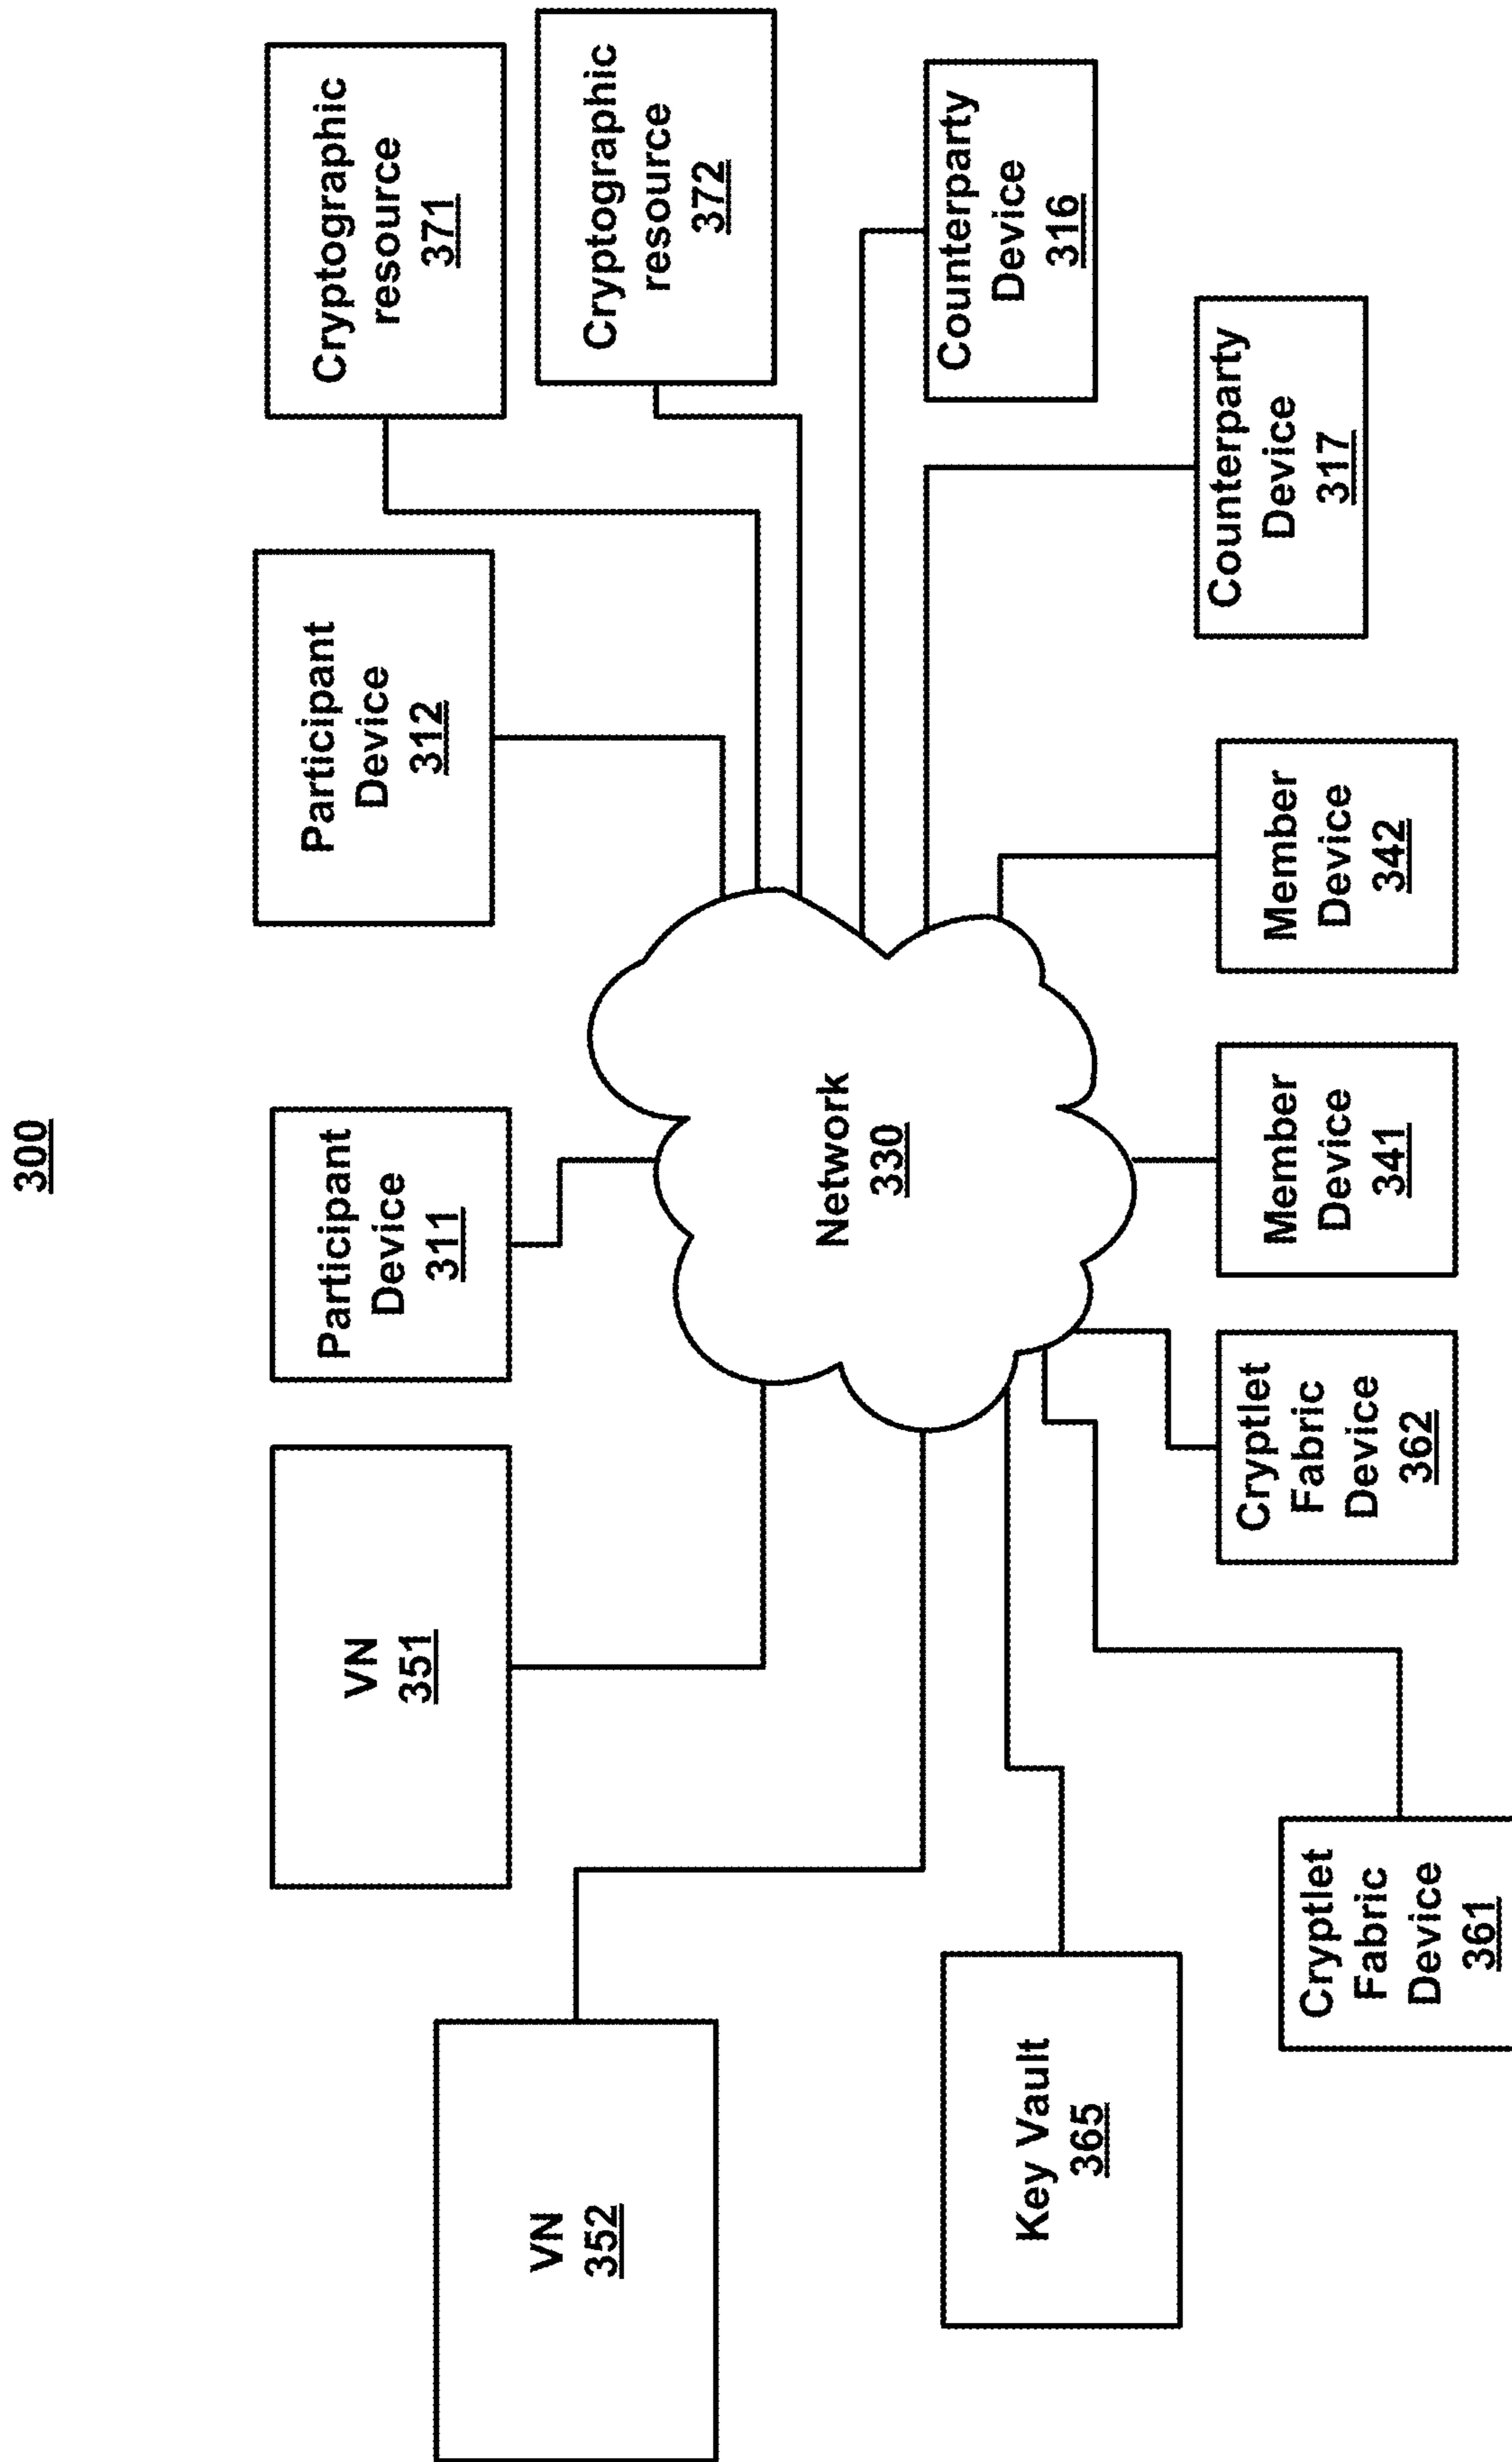 300
VN
352
VN
351
Participant
Device
311
Participant
Device
312
Cryptographic
resource
371
Cryptographic
resource
372
Network
330
Key Vault
365
Cryptlet
Fabric
Device
361
Cryptlet
Fabric
Device
362
Member
Device
341
Member
Device
342
Counterparty
Device
317
Counterparty
Device
316